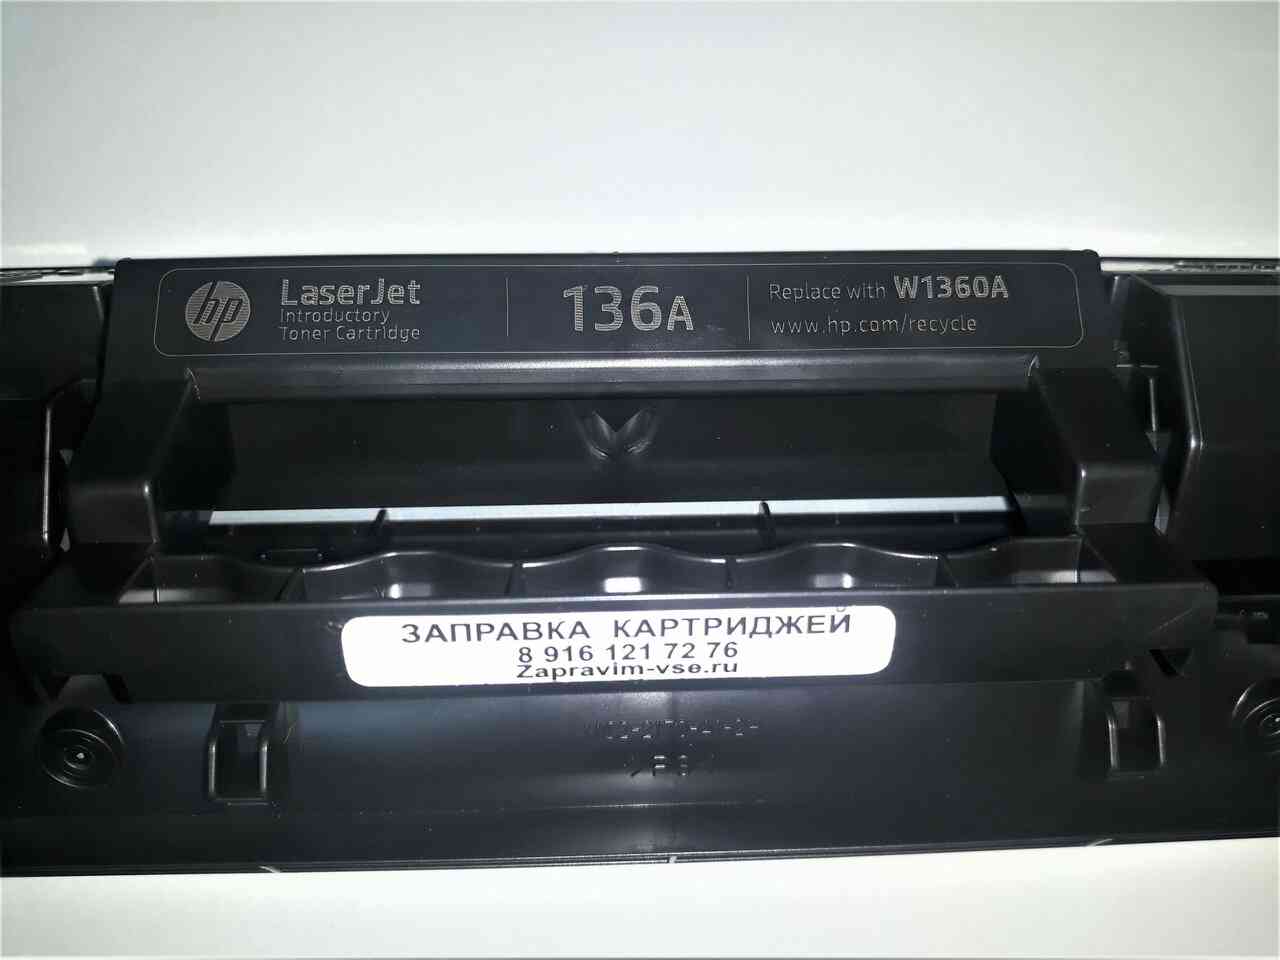 hp
LaserJet
Introductory
Toner Cartridge
136A
Replace with W1360A
www.hp.com/recycle
ЗАПРАВКА КАРТРИДЖЕЙ
8 916 121 72 76
Zapravim-vse.ru
>PS<